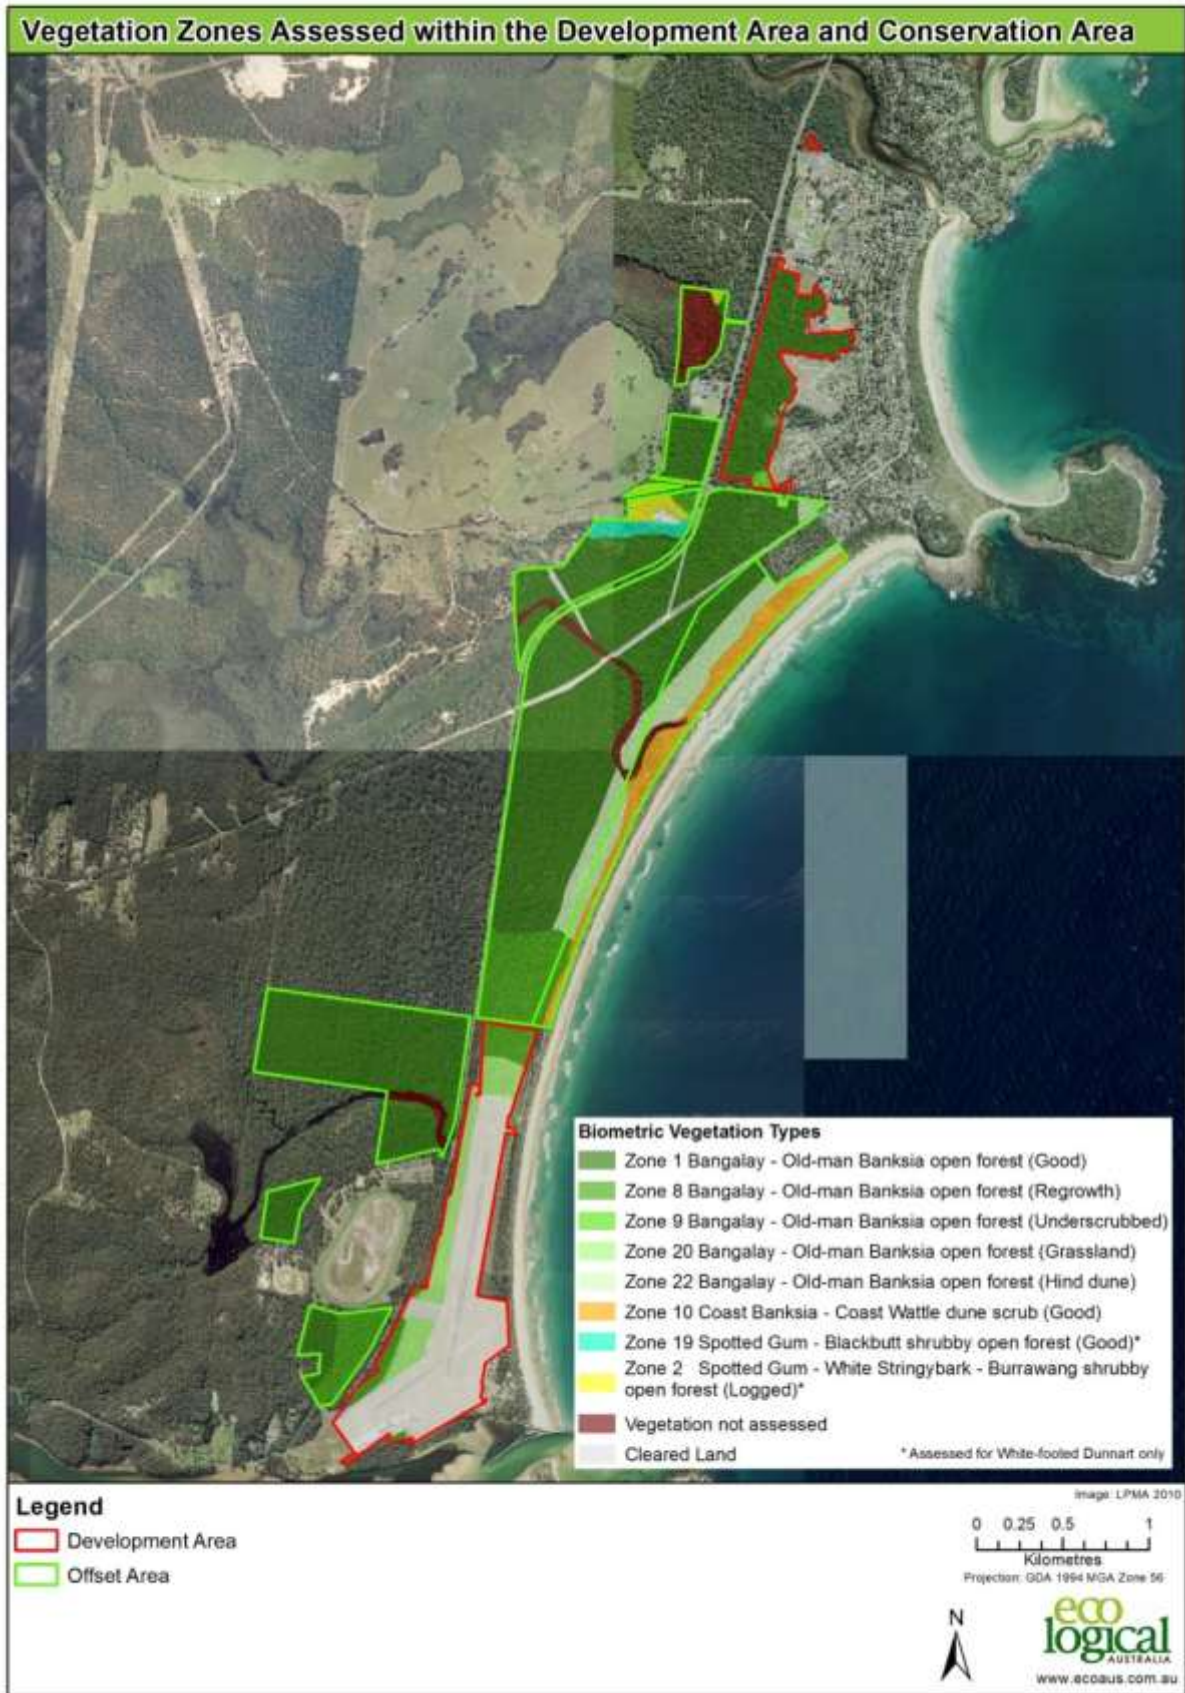 Vegetation Zones Assessed within the Development Area and Conservation Area
Biometric Vegetation Types
Zone 1 Bangalay - Old-man Banksia open forest (Good)
Zone 8 Bangalay - Old-man Banksia open forest (Regrowth)
Zone 9 Bangalay - Old-man Banksia open forest (Underscrubbed)
Zone 20 Bangalay - Old-man Banksia open forest (Grassland)
Zone 22 Bangalay - Old-man Banksia open forest (Hind dune)
Zone 10 Coast Banksia - Coast Wattle dune scrub (Good)
Zone 19 Spotted Gum - Blackbutt shrubby open forest (Good)*
Zone 2 Spotted Gum - White Stringybark - Burrawang shrubby
open forest (Logged)*
Vegetation not assessed
Cleared Land
* Assessed for White-footed Dunnart only
Legend
Development Area
Offset Area
Image: LPMA 2010
0 0.25 0.5 1
Kilometres
Projection: GDA 1994 MGA Zone 56
N
eco
logical
AUSTRALIA
www.ecoaus.com.au